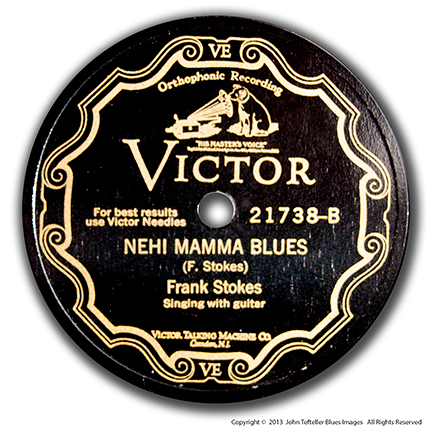 VE
Orthophonic Recording
"HIS MASTER'S VOICE"
VICTOR
For best results
use Victor Needles
21738-B
NEHI MAMMA BLUES
(F. Stokes)
Frank Stokes
Singing with guitar
VICTOR TALKING MACHINE CO.
Camden, N.J.
VE
Copyright © 2013 John Tefteller Blues Images All Rights Reserved